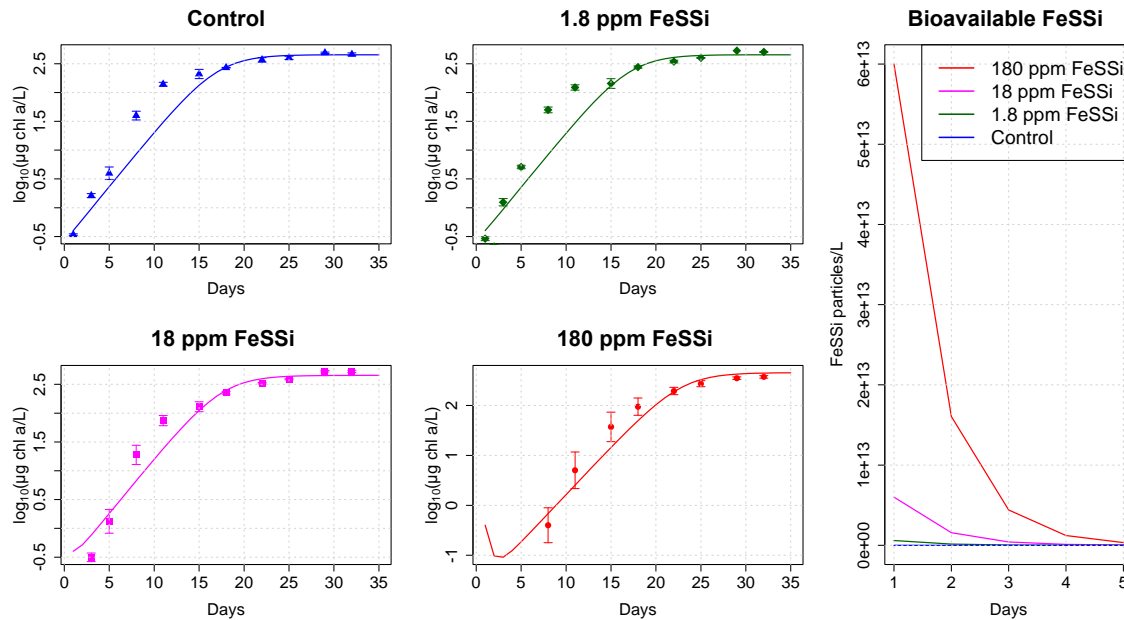 Control
log₁₀(µg chl a/L)
-0.5 0.5 1.5 2.5
0 5 10 15 20 25 30 35
Days
1.8 ppm FeSSi
log₁₀(µg chl a/L)
-0.5 0.5 1.5 2.5
0 5 10 15 20 25 30 35
Days
18 ppm FeSSi
log₁₀(µg chl a/L)
-0.5 0.5 1.5 2.5
0 5 10 15 20 25 30 35
Days
180 ppm FeSSi
log₁₀(µg chl a/L)
-1 0 1 2
0 5 10 15 20 25 30 35
Days
Bioavailable FeSSi
180 ppm FeSSi
18 ppm FeSSi
1.8 ppm FeSSi
Control
FeSSi particles/L
0e+00 1e+13 2e+13 3e+13 4e+13 5e+13 6e+13
1 2 3 4 5
Days